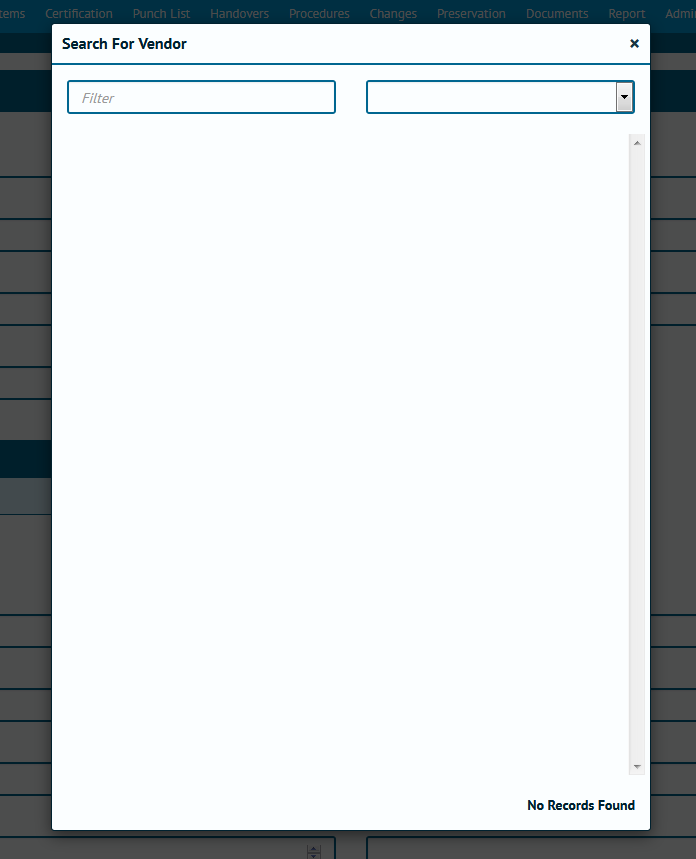 tems Certification Punch List Handovers Procedures Changes Preservation Documents Report Admi
Search For Vendor ×
Filter
No Records Found